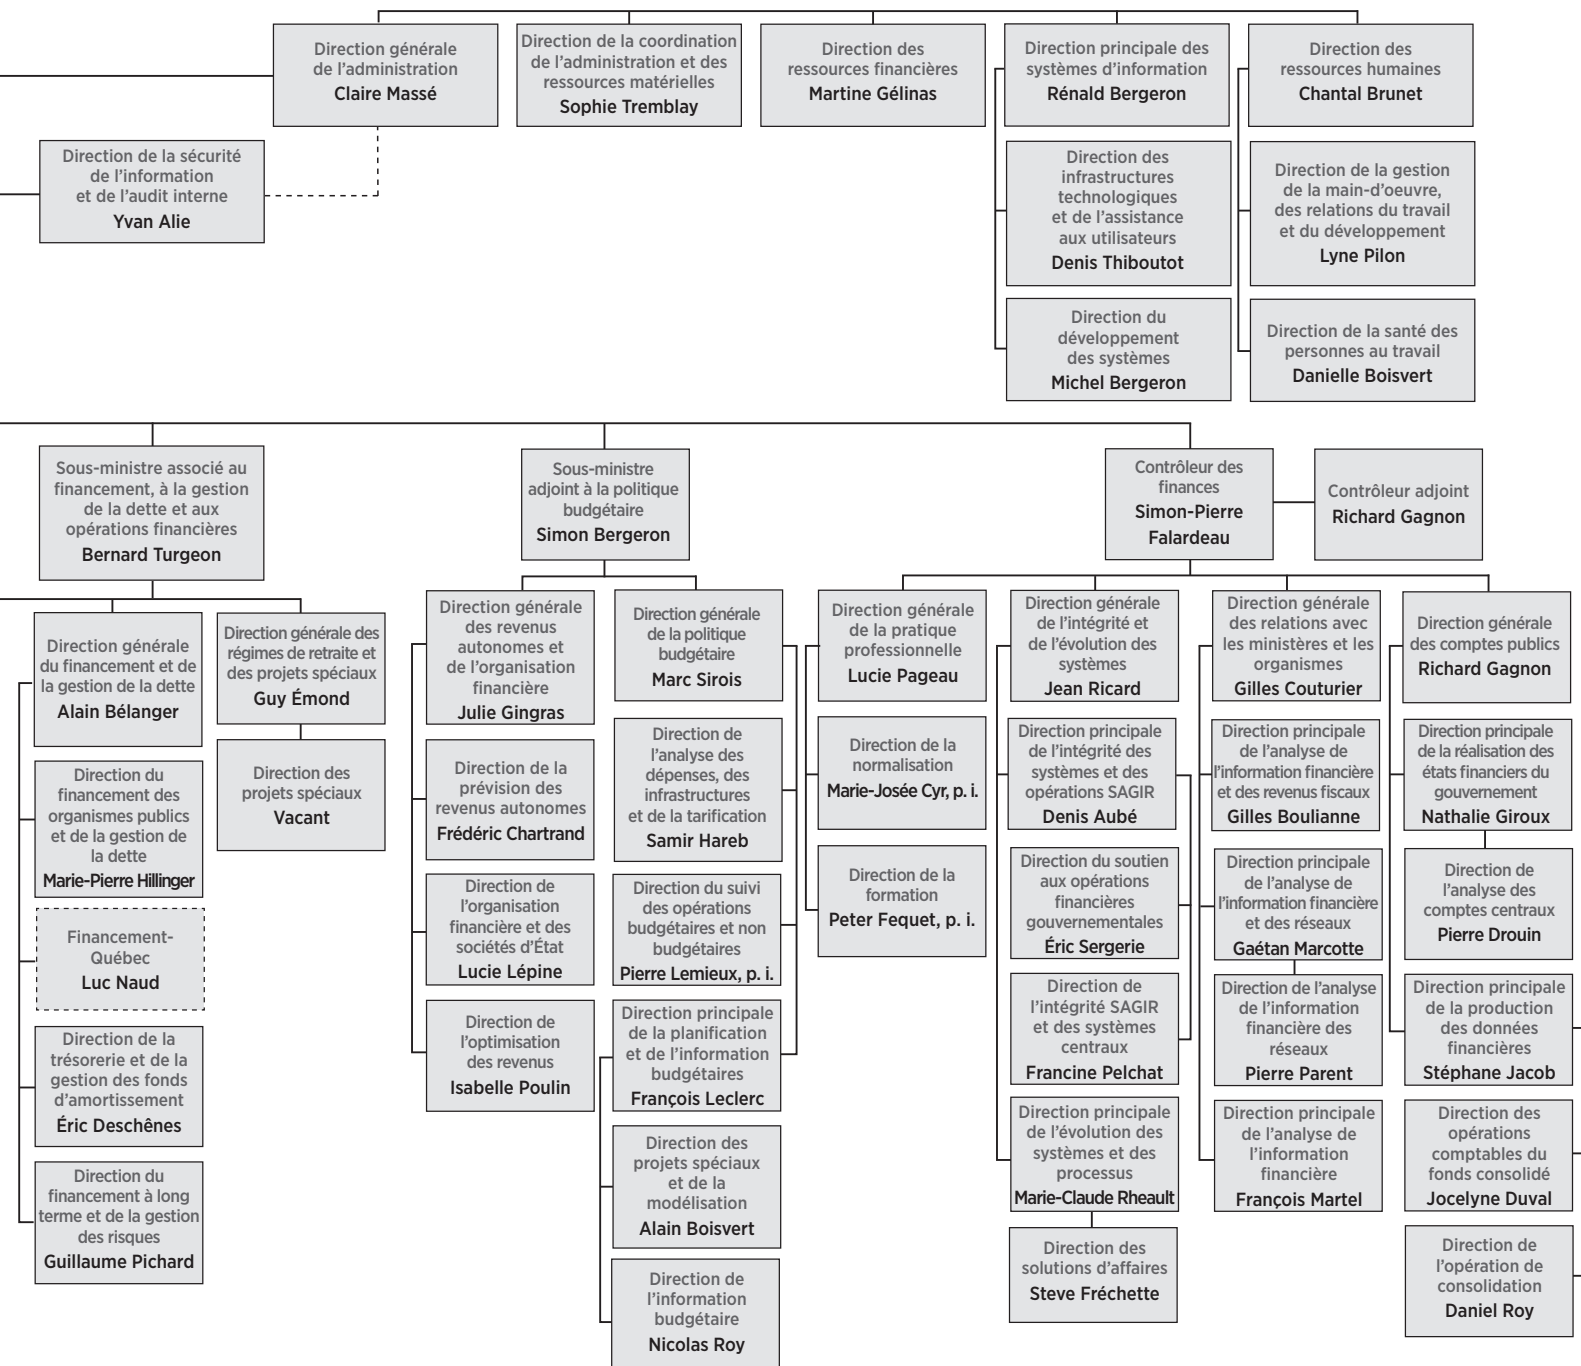 Direction générale
de l'administration
Claire Massé
Direction de la coordination
de l'administration et des
ressources matérielles
Sophie Tremblay
Direction des
ressources financières
Martine Gélinas
Direction principale des
systèmes d'information
Rénald Bergeron
Direction des
ressources humaines
Chantal Brunet
Direction de la sécurité
de l'information
et de l'audit interne
Yvan Alie
Direction des
infrastructures
technologiques
et de l'assistance
aux utilisateurs
Denis Thiboutot
Direction de la gestion
de la main-d'oeuvre,
des relations du travail
et du développement
Lyne Pilon
Direction du
développement
des systèmes
Michel Bergeron
Direction de la santé des
personnes au travail
Danielle Boisvert
Sous-ministre associé au
financement, à la gestion
de la dette et aux
opérations financières
Bernard Turgeon
Sous-ministre
adjoint à la politique
budgétaire
Simon Bergeron
Contrôleur des
finances
Simon-Pierre
Falardeau
Contrôleur adjoint
Richard Gagnon
Direction générale
du financement et de
la gestion de la dette
Alain Bélanger
Direction générale des
régimes de retraite et
des projets spéciaux
Guy Émond
Direction générale
des revenus
autonomes et
de l'organisation
financière
Julie Gingras
Direction générale
de la politique
budgétaire
Marc Sirois
Direction générale
de la pratique
professionnelle
Lucie Pageau
Direction générale
de l'intégrité et
de l'évolution des
systèmes
Jean Ricard
Direction générale
des relations avec
les ministères et les
organismes
Gilles Couturier
Direction générale
des comptes publics
Richard Gagnon
Direction du
financement des
organismes publics
et de la gestion de
la dette
Marie-Pierre Hillinger
Direction des
projets spéciaux
Vacant
Direction de la
prévision des
revenus autonomes
Frédéric Chartrand
Direction de
l'analyse des
dépenses, des
infrastructures
et de la tarification
Samir Hareb
Direction de la
normalisation
Marie-Josée Cyr, p. i.
Direction principale
de l'intégrité des
systèmes et des
opérations SAGIR
Denis Aubé
Direction principale
de l'analyse de
l'information financière
et des revenus fiscaux
Gilles Boulianne
Direction principale
de la réalisation des
états financiers du
gouvernement
Nathalie Giroux
Financement-
Québec
Luc Naud
Direction de
l'organisation
financière et des
sociétés d'État
Lucie Lépine
Direction du suivi
des opérations
budgétaires et non
budgétaires
Pierre Lemieux, p. i.
Direction de la
formation
Peter Fequet, p. i.
Direction du soutien
aux opérations
financières
gouvernementales
Éric Sergerie
Direction principale
de l'analyse de
l'information financière
et des réseaux
Gaétan Marcotte
Direction de
l'analyse des
comptes centraux
Pierre Drouin
Direction de la
trésorerie et de la
gestion des fonds
d'amortissement
Éric Deschênes
Direction de
l'optimisation
des revenus
Isabelle Poulin
Direction principale
de la planification
et de l'information
budgétaires
François Leclerc
Direction de
l'intégrité SAGIR
et des systèmes
centraux
Francine Pelchat
Direction de l'analyse
de l'information
financière des
réseaux
Pierre Parent
Direction principale
de la production
des données
financières
Stéphane Jacob
Direction du
financement à long
terme et de la gestion
des risques
Guillaume Pichard
Direction des
projets spéciaux
et de la
modélisation
Alain Boisvert
Direction principale
de l'évolution des
systèmes et des
processus
Marie-Claude Rheault
Direction principale
de l'analyse de
l'information
financière
François Martel
Direction des
opérations
comptables du
fonds consolidé
Jocelyne Duval
Direction de
l'information
budgétaire
Nicolas Roy
Direction des
solutions d'affaires
Steve Fréchette
Direction de
l'opération de
consolidation
Daniel Roy